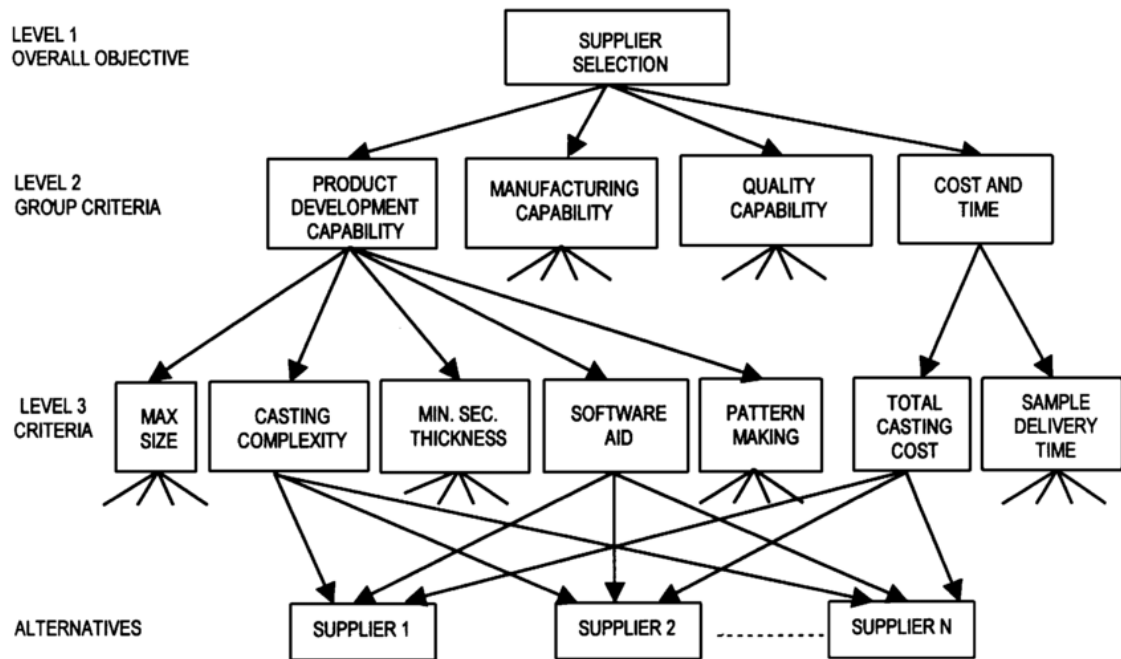 LEVEL 1
OVERALL OBJECTIVE
SUPPLIER
SELECTION
LEVEL 2
GROUP CRITERIA
PRODUCT
DEVELOPMENT
CAPABILITY
MANUFACTURING
CAPABILITY
QUALITY
CAPABILITY
COST AND
TIME
LEVEL 3
CRITERIA
MAX
SIZE
CASTING
COMPLEXITY
MIN. SEC.
THICKNESS
SOFTWARE
AID
PATTERN
MAKING
TOTAL
CASTING
COST
SAMPLE
DELIVERY
TIME
ALTERNATIVES
SUPPLIER 1
SUPPLIER 2
SUPPLIER N